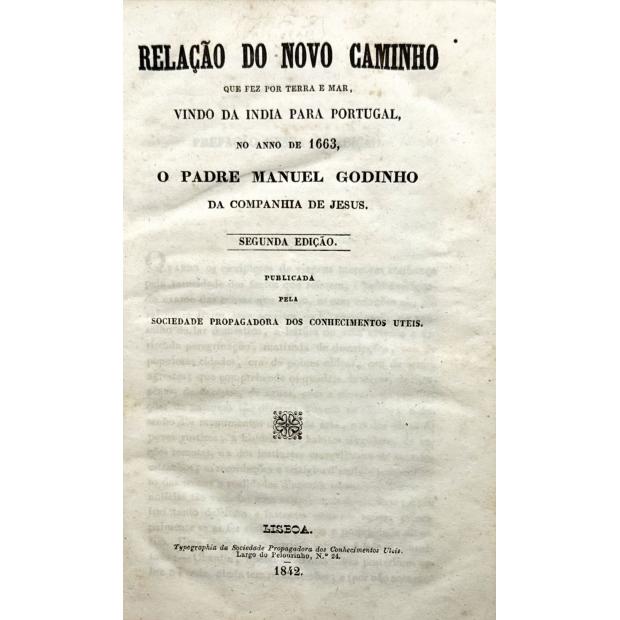 RELAÇÃO DO NOVO CAMINHO
QUE FEZ POR TERRA E MAR,
VINDO DA INDIA PARA PORTUGAL,
NO ANNO DE 1663,
O PADRE MANUEL GODINHO
DA COMPANHIA DE JESUS.
SEGUNDA EDIÇÃO.
PUBLICADA
PELA
SOCIEDADE PROPAGADORA DOS CONHECIMENTOS UTEIS.
LISBOA.
Typographia da Sociedade Propagadora dos Conhecimentos Uteis.
Largo do Pelourinho, N.º 24.
1842.